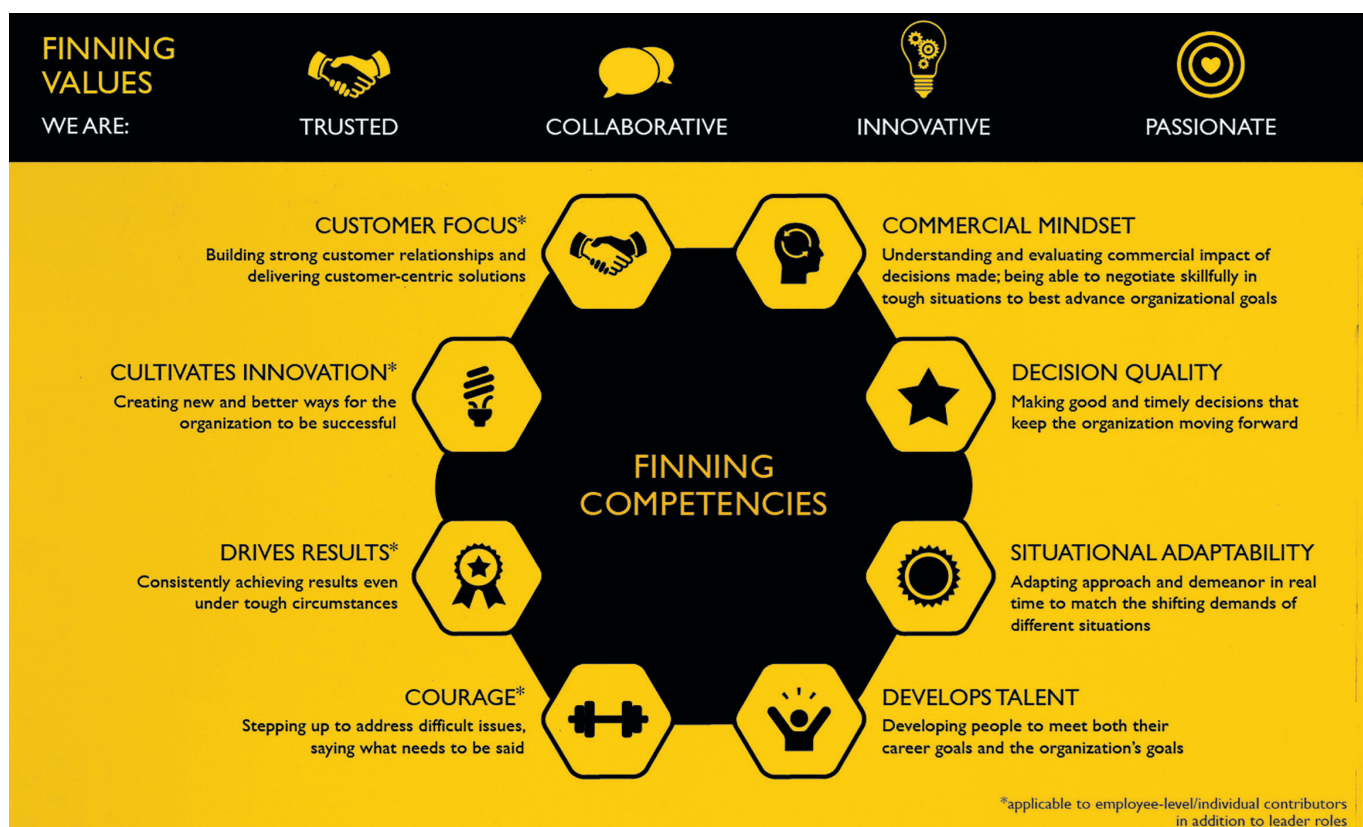 FINNING
VALUES
WE ARE:
TRUSTED
COLLABORATIVE
INNOVATIVE
PASSIONATE
CUSTOMER FOCUS*
Building strong customer relationships and
delivering customer-centric solutions
COMMERCIAL MINDSET
Understanding and evaluating commercial impact of
decisions made; being able to negotiate skillfully in
tough situations to best advance organizational goals
CULTIVATES INNOVATION*
Creating new and better ways for the
organization to be successful
DECISION QUALITY
Making good and timely decisions that
keep the organization moving forward
FINNING
COMPETENCIES
DRIVES RESULTS*
Consistently achieving results even
under tough circumstances
SITUATIONAL ADAPTABILITY
Adapting approach and demeanor in real
time to match the shifting demands of
different situations
COURAGE*
Stepping up to address difficult issues,
saying what needs to be said
DEVELOPS TALENT
Developing people to meet both their
career goals and the organization's goals
*applicable to employee-level/individual contributors
in addition to leader roles